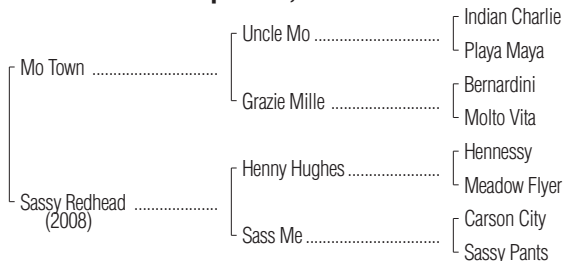 Indian Charlie
Uncle Mo
Playa Maya
Mo Town
Bernardini
Grazie Mille
Molto Vita
Hennessy
Henny Hughes
Meadow Flyer
Sassy Redhead
(2008)
Carson City
Sass Me
Sassy Pants